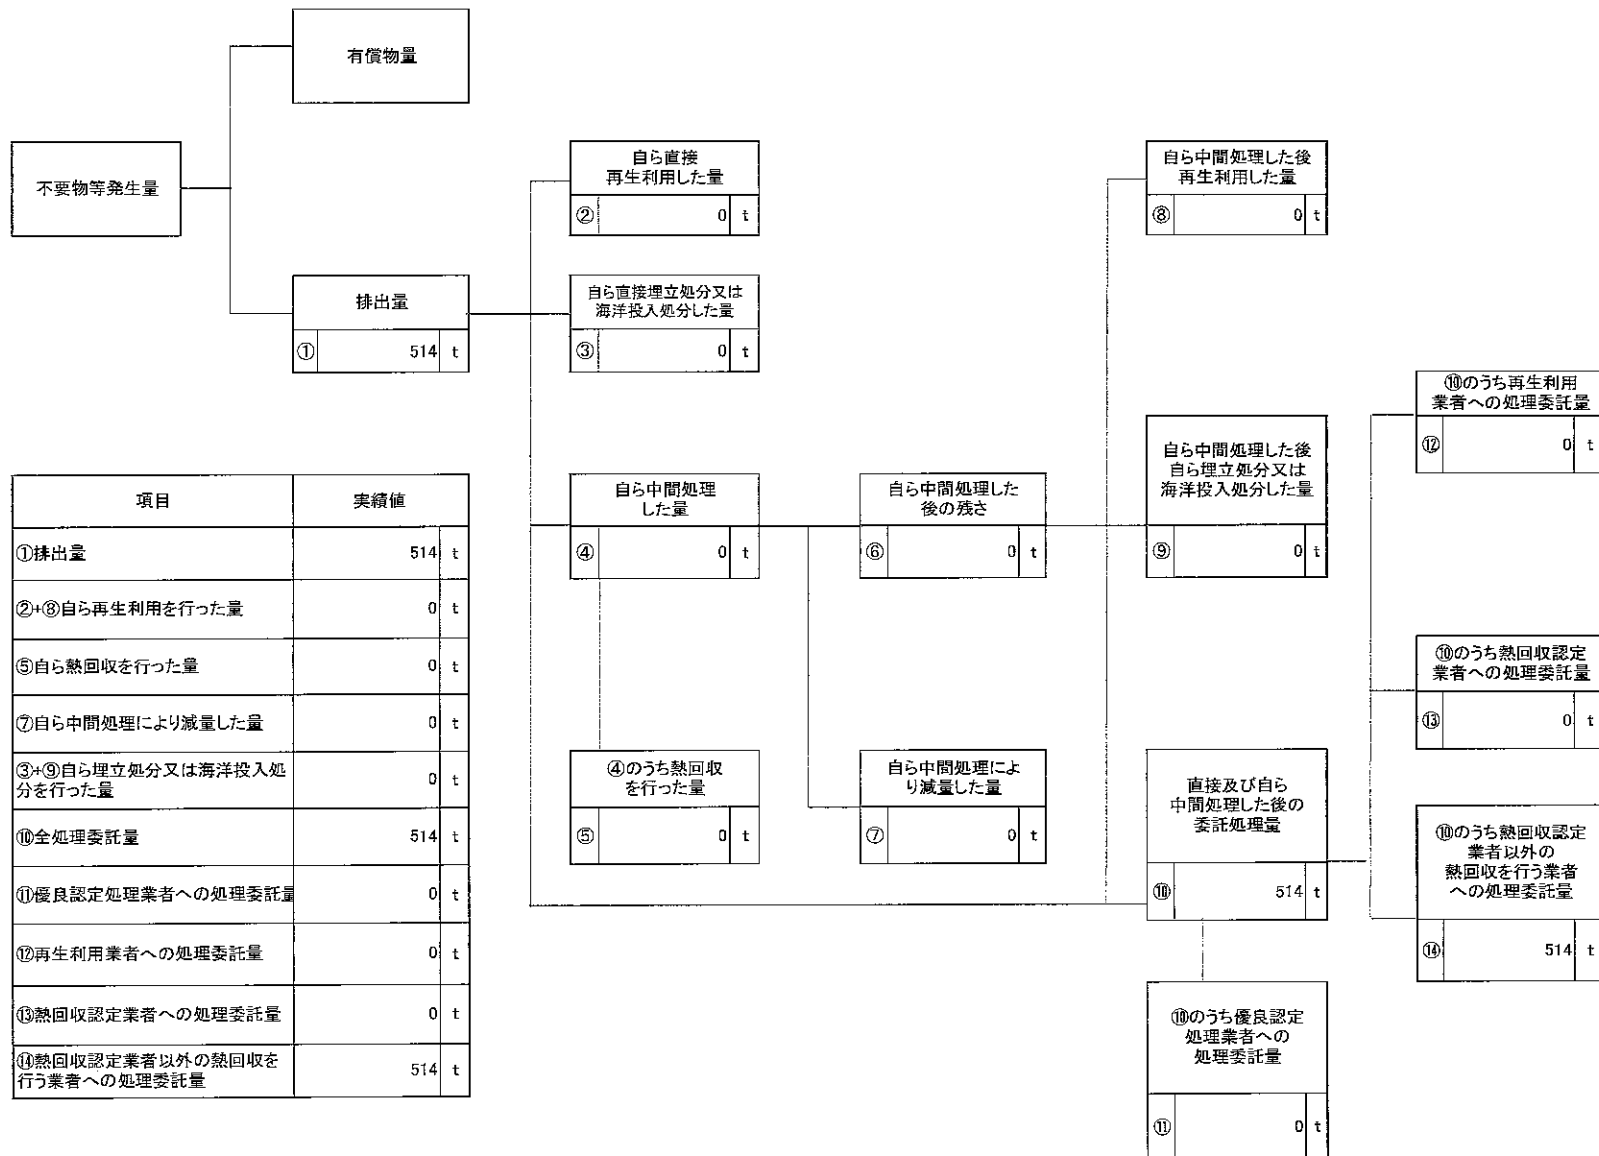 有償物量
不要物等発生量
排出量
① 514 t
自ら直接
再生利用した量
② 0 t
自ら直接埋立処分又は
海洋投入処分した量
③ 0 t
自ら中間処理
した量
④ 0 t
④のうち熱回収
を行った量
⑤ 0 t
自ら中間処理した
後の残さ
⑥ 0 t
自ら中間処理によ
り減量した量
⑦ 0 t
自ら中間処理した後
再生利用した量
⑧ 0 t
自ら中間処理した後
自ら埋立処分又は
海洋投入処分した量
⑨ 0 t
直接及び自ら
中間処理した後の
委託処理量
⑩ 514 t
⑩のうち優良認定
処理業者への
処理委託量
⑪ 0 t
⑩のうち再生利用
業者への処理委託量
⑫ 0 t
⑩のうち熱回収認定
業者への処理委託量
⑬ 0 t
⑩のうち熱回収認定
業者以外の
熱回収を行う業者
への処理委託量
⑭ 514 t
項目 実績値
①排出量 514 t
②+⑧自ら再生利用を行った量 0 t
⑤自ら熱回収を行った量 0 t
⑦自ら中間処理により減量した量 0 t
③+⑨自ら埋立処分又は海洋投入処
分を行った量 0 t
⑩全処理委託量 514 t
⑪優良認定処理業者への処理委託量 0 t
⑫再生利用業者への処理委託量 0 t
⑬熱回収認定業者への処理委託量 0 t
⑭熱回収認定業者以外の熱回収を
行う業者への処理委託量 514 t